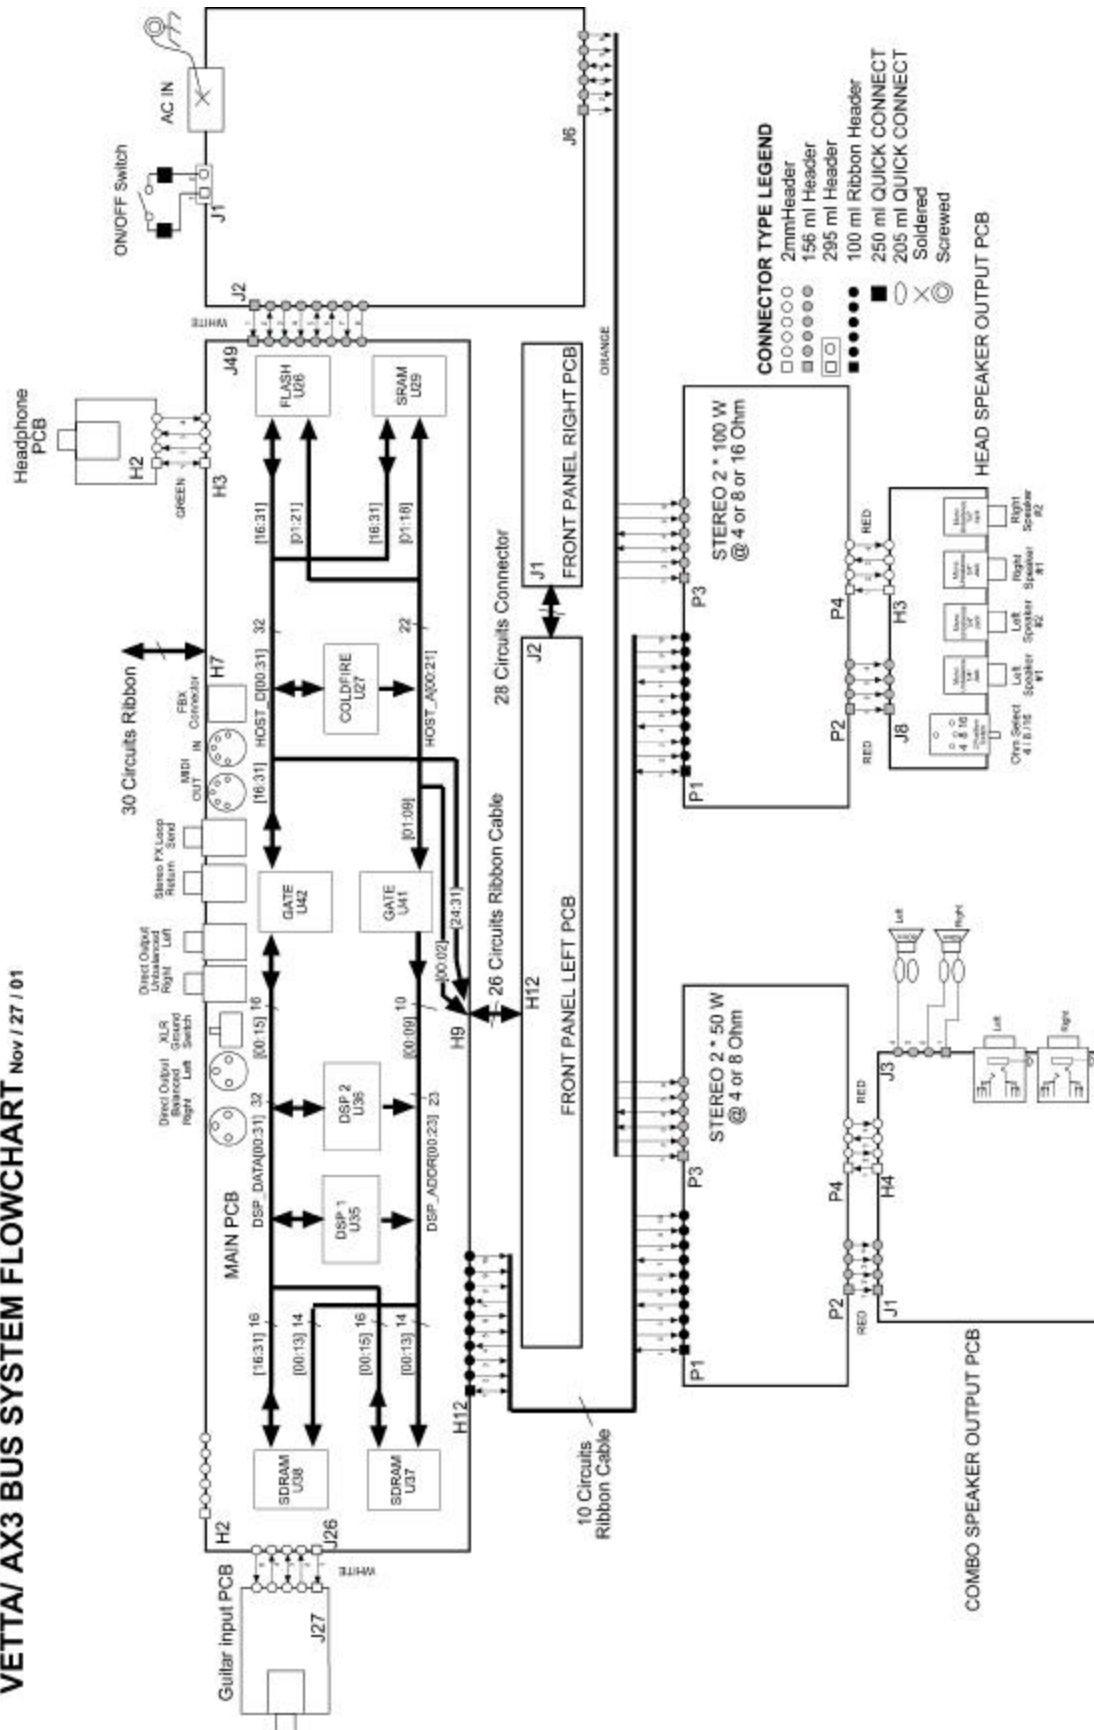 VETTA/ AX3 BUS SYSTEM FLOWCHART Nov / 27 / 01
Guitar input PCB
J27
J26
WHITE
H2
MAIN PCB
Direct Output
Balanced
Right Left
XLR
Ground
Switch
Direct Output
Unbalanced
Right Left
Stereo FX Loop
Return Send
MIDI
OUT IN
FBX
Connector
H7
30 Circuits Ribbon
Headphone
PCB
H2
GREEN
H3
ON/OFF Switch
J1
AC IN
J2
WHITE
J49
J6
SDRAM
U38
SDRAM
U37
[16:31] 16
[00:13] 14
[00:15] 16
[00:13] 14
DSP_DATA[00:31] 32
DSP 1
U35
DSP 2
U36
DSP_ADDR[00:23] 23
[00:15] 16
[00:09] 10
GATE
U42
GATE
U41
[16:31]
[01:09]
[00:02]
[24:31]
HOST_D[00:31] 32
COLDFIRE
U27
HOST_A[00:21] 22
[16:31]
[01:21]
[16:31]
[01:18]
FLASH
U26
SRAM
U29
H12
H9
26 Circuits Ribbon Cable
28 Circuits Connector
H12
FRONT PANEL LEFT PCB
J2
J1
FRONT PANEL RIGHT PCB
ORANGE
10 Circuits
Ribbon Cable
P1
P3
STEREO 2 * 50 W
@ 4 or 8 Ohm
P2
P4
RED
RED
J1
H4
J3
Left
Right
Left
Right
COMBO SPEAKER OUTPUT PCB
P1
P3
STEREO 2 * 100 W
@ 4 or 8 or 16 Ohm
P2
P4
RED
RED
J8
H3
4 8 16
Ohm Select
4 / 8 /16
Left
Speaker
#1
Left
Speaker
#2
Right
Speaker
#1
Right
Speaker
#2
HEAD SPEAKER OUTPUT PCB
CONNECTOR TYPE LEGEND
2mmHeader
156 ml Header
295 ml Header
100 ml Ribbon Header
250 ml QUICK CONNECT
205 ml QUICK CONNECT
Soldered
Screwed